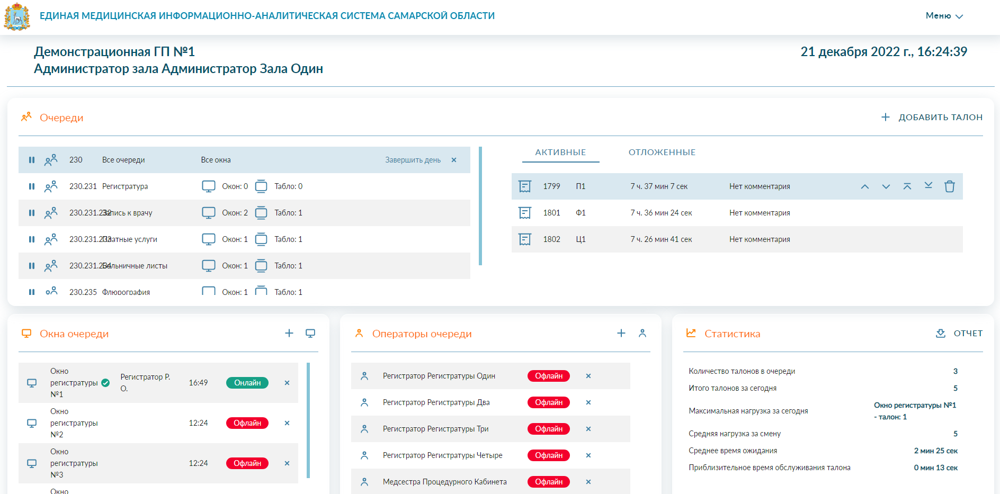 ЕДИНАЯ МЕДИЦИНСКАЯ ИНФОРМАЦИОННО-АНАЛИТИЧЕСКАЯ СИСТЕМА САМАРСКОЙ ОБЛАСТИ
Меню
Демонстрационная ГП №1
21 декабря 2022 г., 16:24:39
Администратор зала Администратор Зала Один
Очереди
ДОБАВИТЬ ТАЛОН
230 Все очереди Все окна Завершить день
230.231 Регистратура Окон: 0 Табло: 0
230.231.232 Запись к врачу Окон: 2 Табло: 1
230.231.233 Платные услуги Окон: 1 Табло: 1
230.231.234 Больничные листы Окон: 1 Табло: 1
230.235 Флюрография Окон: 1 Табло: 1
АКТИВНЫЕ ОТЛОЖЕННЫЕ
1799 П1 7 ч. 37 мин 7 сек Нет комментария
1801 Ф1 7 ч. 36 мин 24 сек Нет комментария
1802 Ц1 7 ч. 26 мин 41 сек Нет комментария
Окна очереди
Окно регистратуры №1 Регистратор Р. О. 16:49 Онлайн
Окно регистратуры №2 12:24 Офлайн
Окно регистратуры №3 12:24 Офлайн
Окно
Операторы очереди
Регистратор Регистратуры Один Офлайн
Регистратор Регистратуры Два Офлайн
Регистратор Регистратуры Три Офлайн
Регистратор Регистратуры Четыре Офлайн
Медсестра Процедурного Кабинета Офлайн
Статистика
ОТЧЕТ
Количество талонов в очереди 3
Итого талонов за сегодня 5
Максимальная нагрузка за сегодня Окно регистратуры №1 - талон: 1
Средняя нагрузка за смену 5
Среднее время ожидания 2 мин 25 сек
Приблизительное время обслуживания талона 0 мин 13 сек